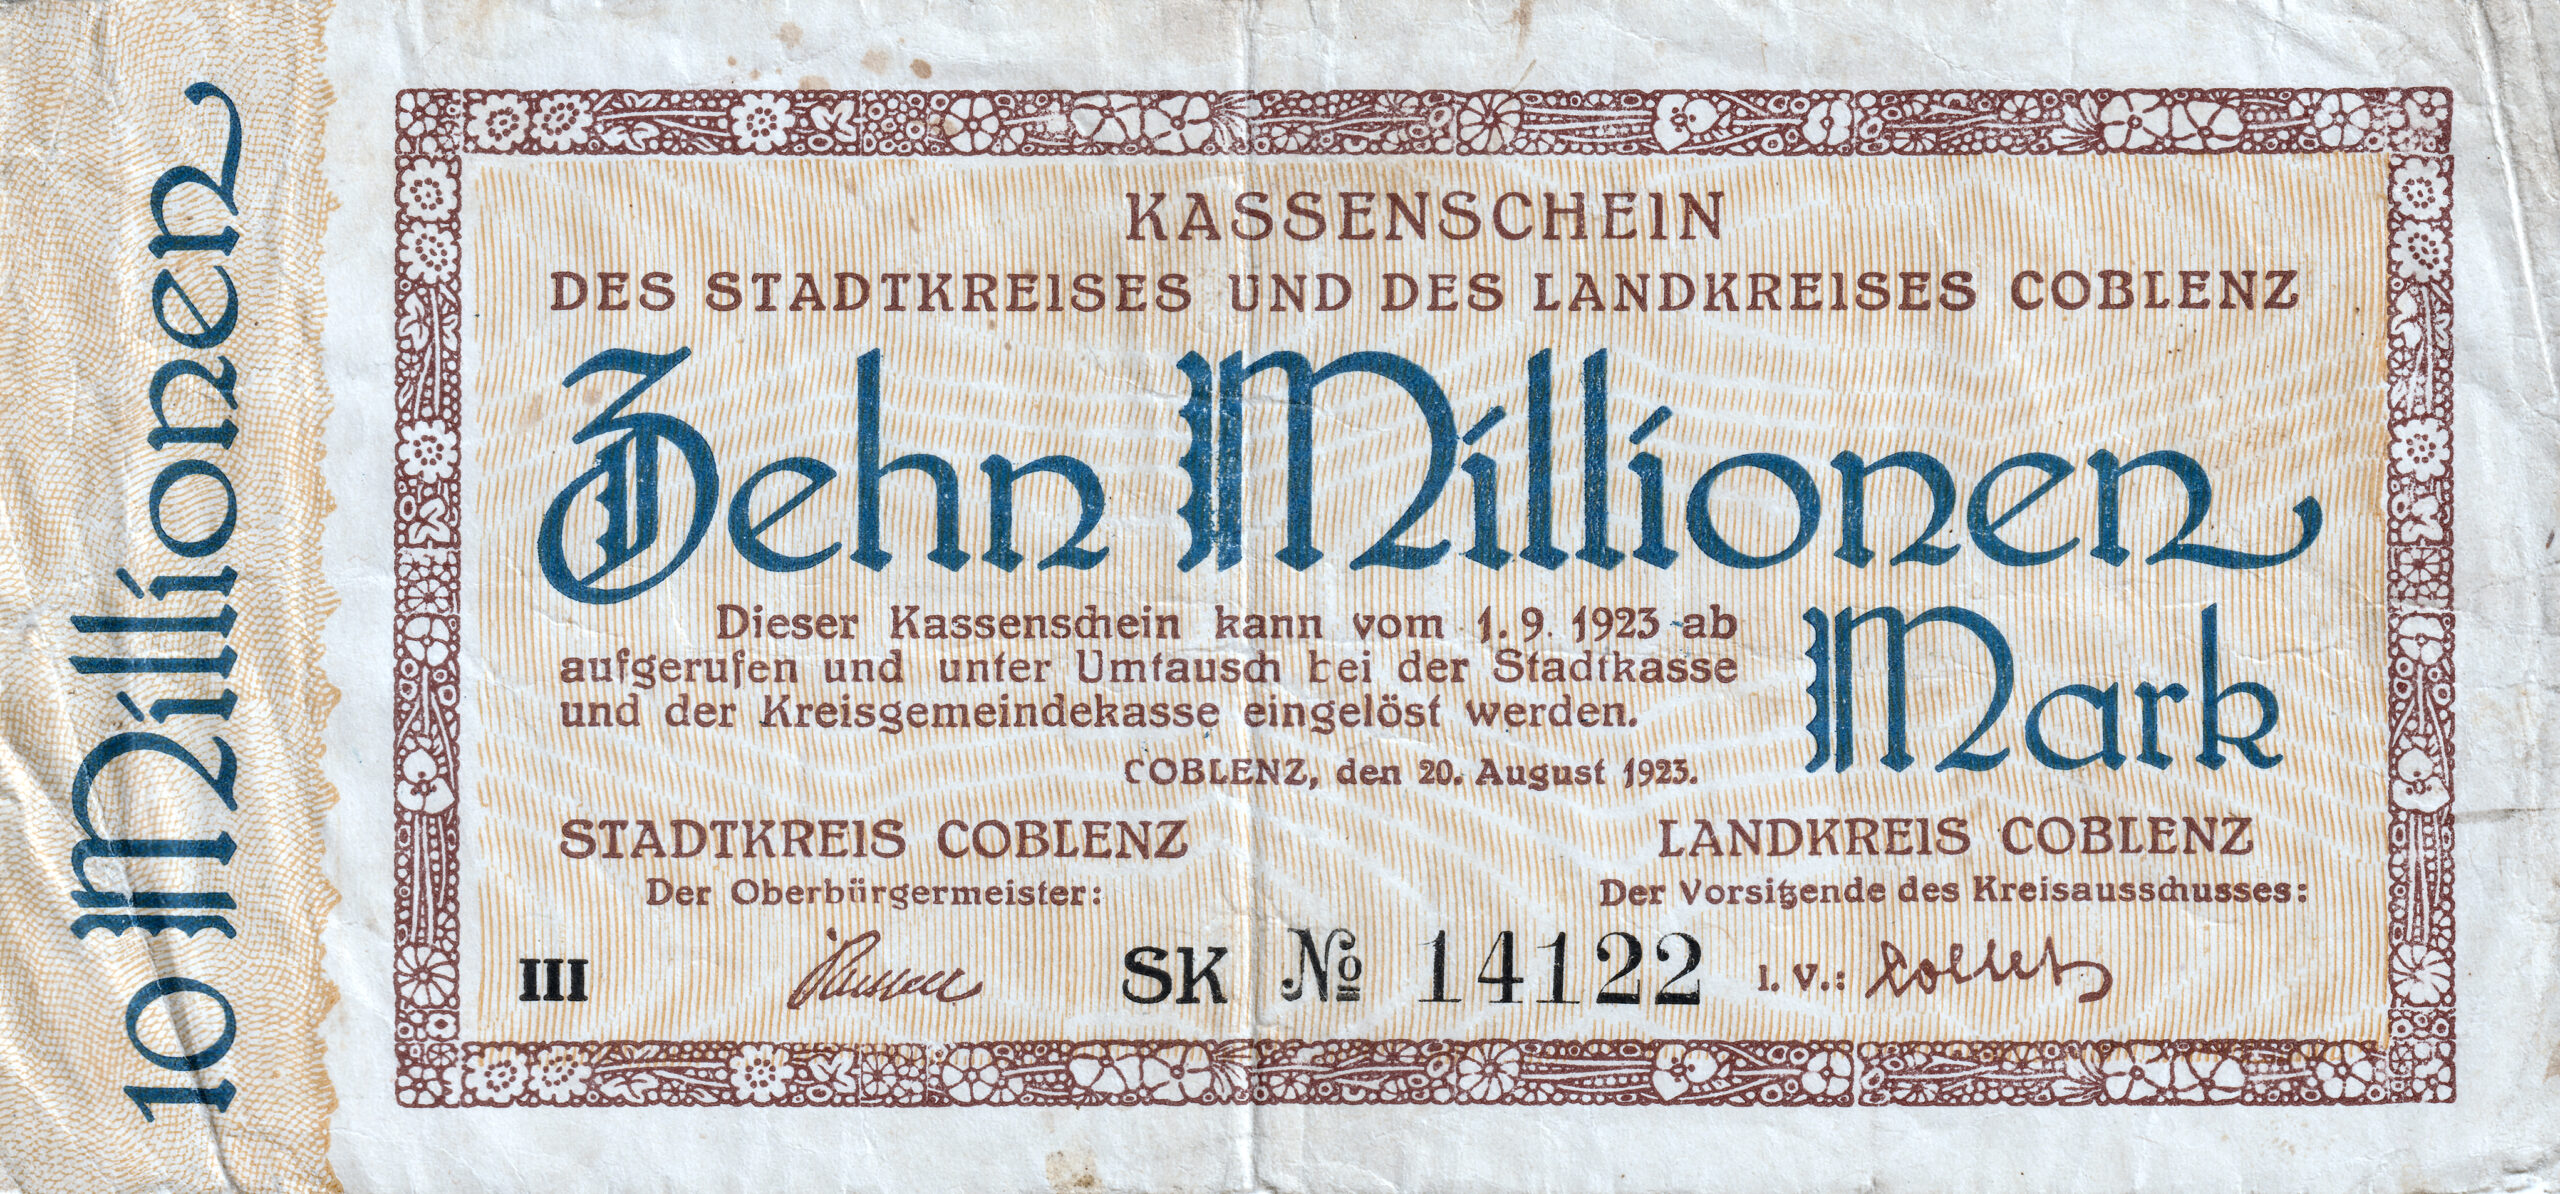 10 Millionen
KASSENSCHEIN
DES STADTKREISES UND DES LANDKREISES COBLENZ
Zehn Millionen
Mark
Dieser Kassenschein kann vom 1. 9. 1923 ab
aufgerufen und unter Umtausch bei der Stadtkasse
und der Kreisgemeindekasse eingelöst werden.
COBLENZ, den 20. August 1923.
STADTKREIS COBLENZ
Der Oberbürgermeister:
LANDKREIS COBLENZ
Der Vorsitzende des Kreisausschusses:
III
SK № 14122
I. V.: